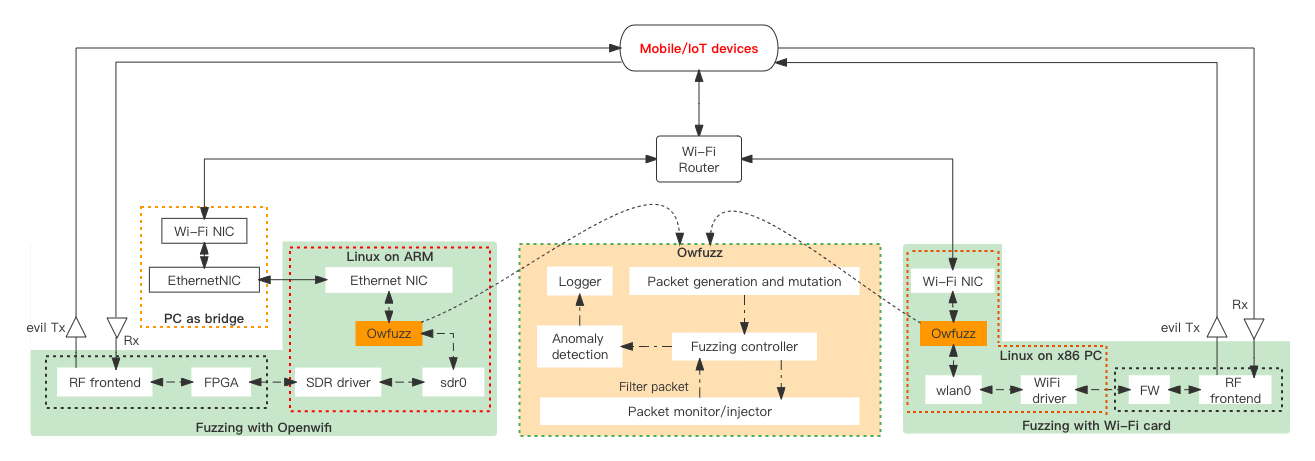 Mobile/IoT devices
Wi-Fi
Router
Wi-Fi NIC
EthernetNIC
PC as bridge
evil Tx
Rx
Linux on ARM
Ethernet NIC
Owfuzz
RF frontend
FPGA
SDR driver
sdr0
Fuzzing with Openwifi
Owfuzz
Logger
Packet generation and mutation
Anomaly
detection
Fuzzing controller
Filter packet
Packet monitor/injector
Wi-Fi NIC
Owfuzz
Linux on x86 PC
wlan0
WiFi
driver
FW
RF
frontend
evil Tx
Rx
Fuzzing with Wi-Fi card